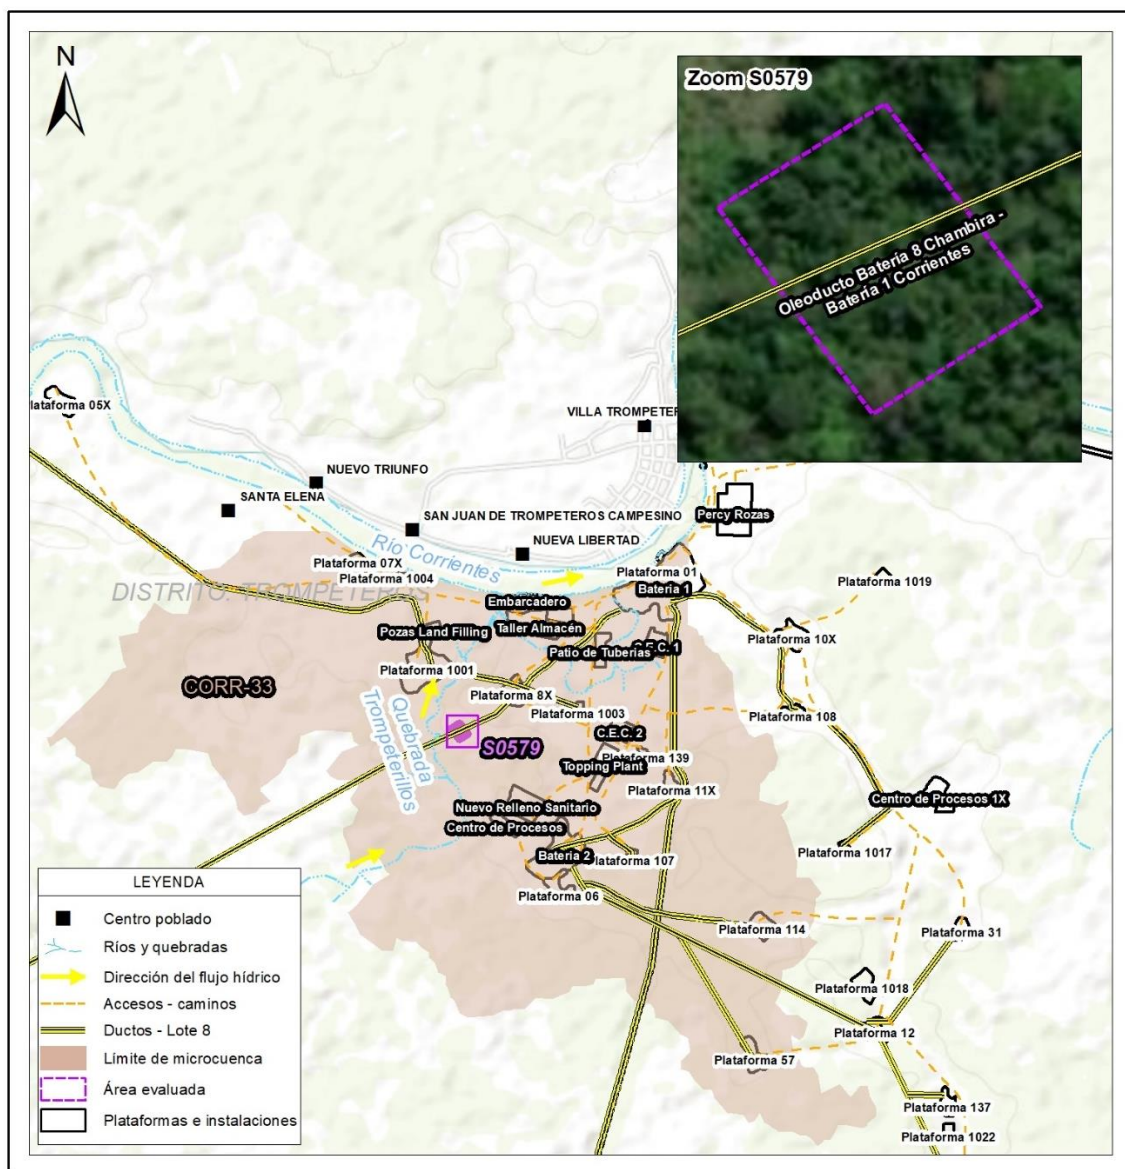 N
Zoom S0579
Oleoducto Batería 8 Chambira -
Batería 1 Corrientes
Plataforma 05X
VILLA TROMPETER
NUEVO TRIUNFO
SANTA ELENA
SAN JUAN DE TROMPETEROS CAMPESINO
Percy Rozas
NUEVA LIBERTAD
Río Corrientes
Plataforma 07X
Plataforma 1004
Plataforma 01
Plataforma 1019
DISTRITO TROMPETEROS
Batería 1
Embarcadero
Taller Almacén
Pozas Land Filling
Plataforma 10X
Patio de Tuberías
C.E.C. 1
Plataforma 1001
CORR-33
Plataforma 8X
Plataforma 1003
Plataforma 108
Quebrada
Trompeterillos
S0579
C.E.C. 2
Plataforma 139
Topping Plant
Plataforma 11X
Nuevo Relleno Sanitario
Centro de Procesos 1X
Centro de Procesos
Batería 2
Plataforma 107
Plataforma 1017
Plataforma 06
Plataforma 114
Plataforma 31
Plataforma 1018
Plataforma 12
Plataforma 57
Plataforma 137
Plataforma 1022
LEYENDA
Centro poblado
Ríos y quebradas
Dirección del flujo hídrico
Accesos - caminos
Ductos - Lote 8
Límite de microcuenca
Área evaluada
Plataformas e instalaciones